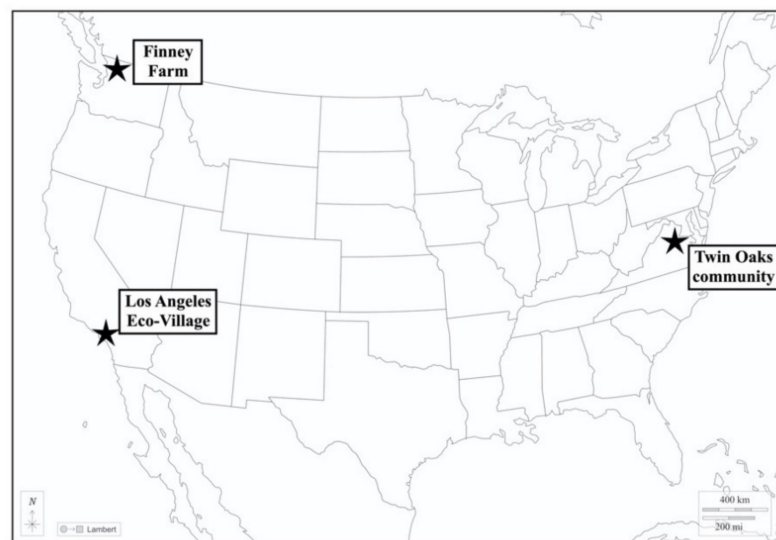 Finney
Farm
Twin Oaks
community
Los Angeles
Eco-Village
N
Lambert
400 km
200 mi